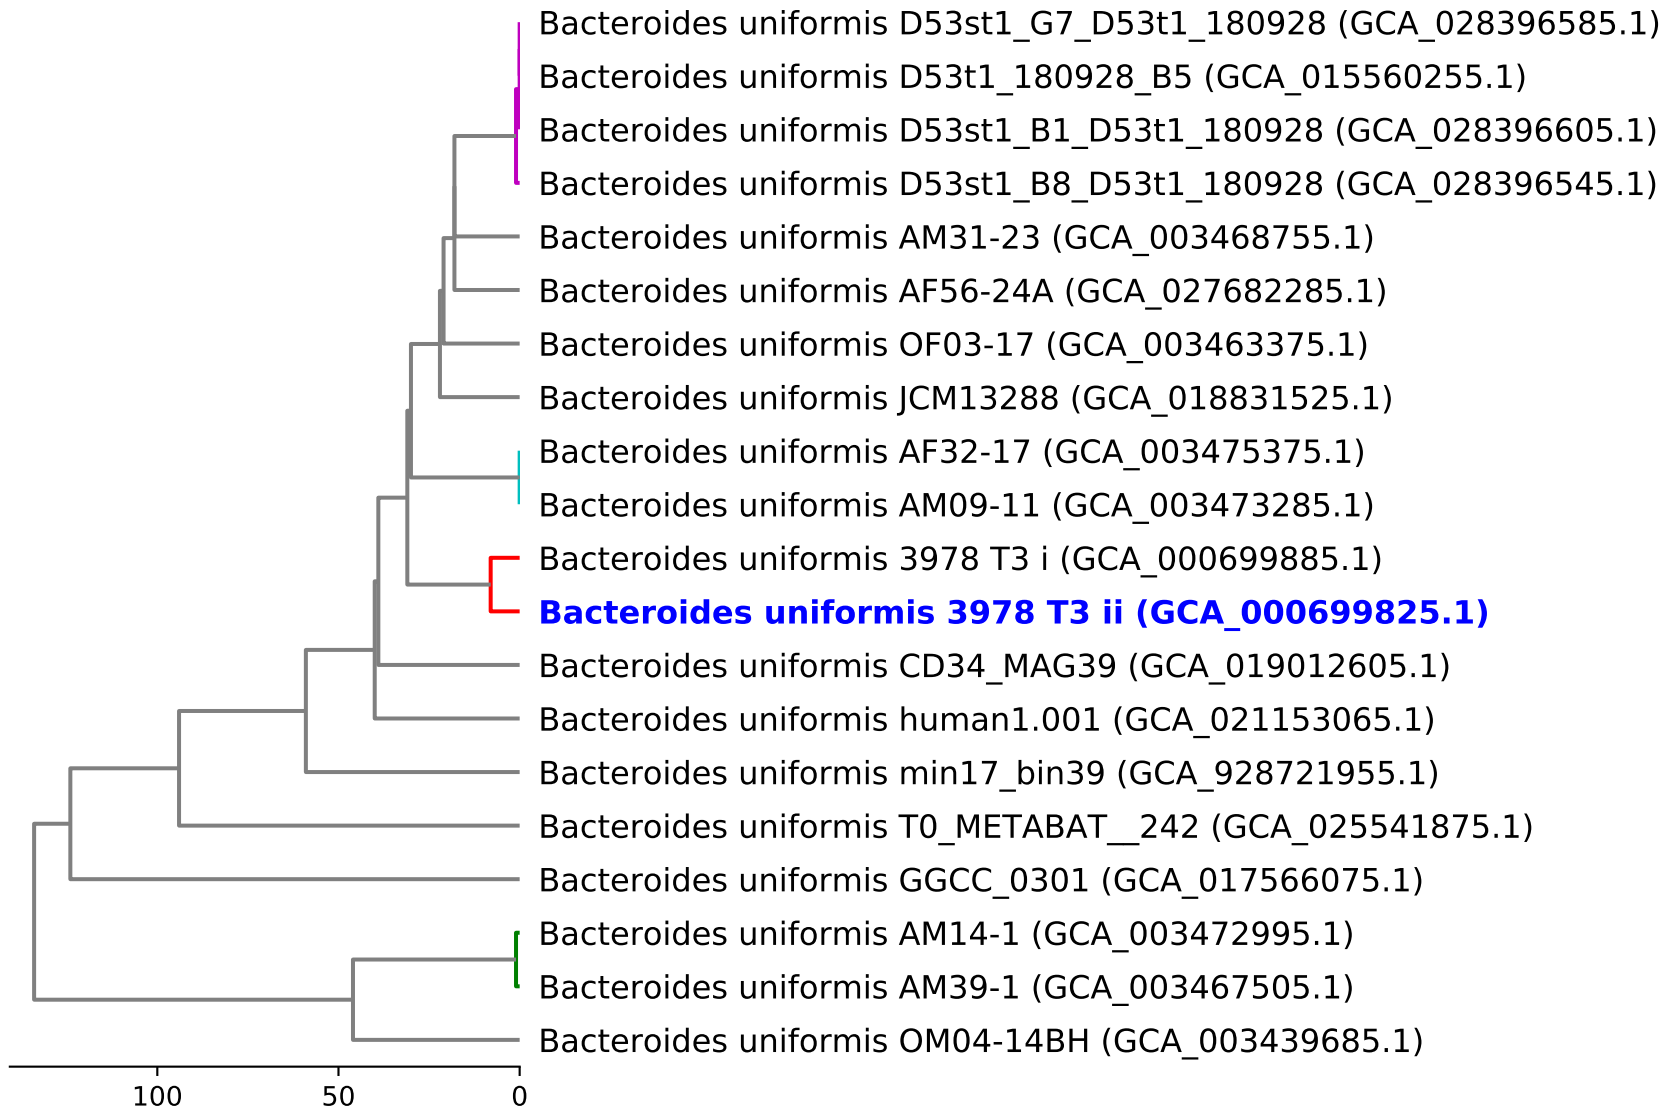 Bacteroides uniformis D53st1_G7_D53t1_180928 (GCA_028396585.1)
Bacteroides uniformis D53t1_180928_B5 (GCA_015560255.1)
Bacteroides uniformis D53st1_B1_D53t1_180928 (GCA_028396605.1)
Bacteroides uniformis D53st1_B8_D53t1_180928 (GCA_028396545.1)
Bacteroides uniformis AM31-23 (GCA_003468755.1)
Bacteroides uniformis AF56-24A (GCA_027682285.1)
Bacteroides uniformis OF03-17 (GCA_003463375.1)
Bacteroides uniformis JCM13288 (GCA_018831525.1)
Bacteroides uniformis AF32-17 (GCA_003475375.1)
Bacteroides uniformis AM09-11 (GCA_003473285.1)
Bacteroides uniformis 3978 T3 i (GCA_000699885.1)
Bacteroides uniformis 3978 T3 ii (GCA_000699825.1)
Bacteroides uniformis CD34_MAG39 (GCA_019012605.1)
Bacteroides uniformis human1.001 (GCA_021153065.1)
Bacteroides uniformis min17_bin39 (GCA_928721955.1)
Bacteroides uniformis T0_METABAT__242 (GCA_025541875.1)
Bacteroides uniformis GGCC_0301 (GCA_017566075.1)
Bacteroides uniformis AM14-1 (GCA_003472995.1)
Bacteroides uniformis AM39-1 (GCA_003467505.1)
Bacteroides uniformis OM04-14BH (GCA_003439685.1)
100 50 0